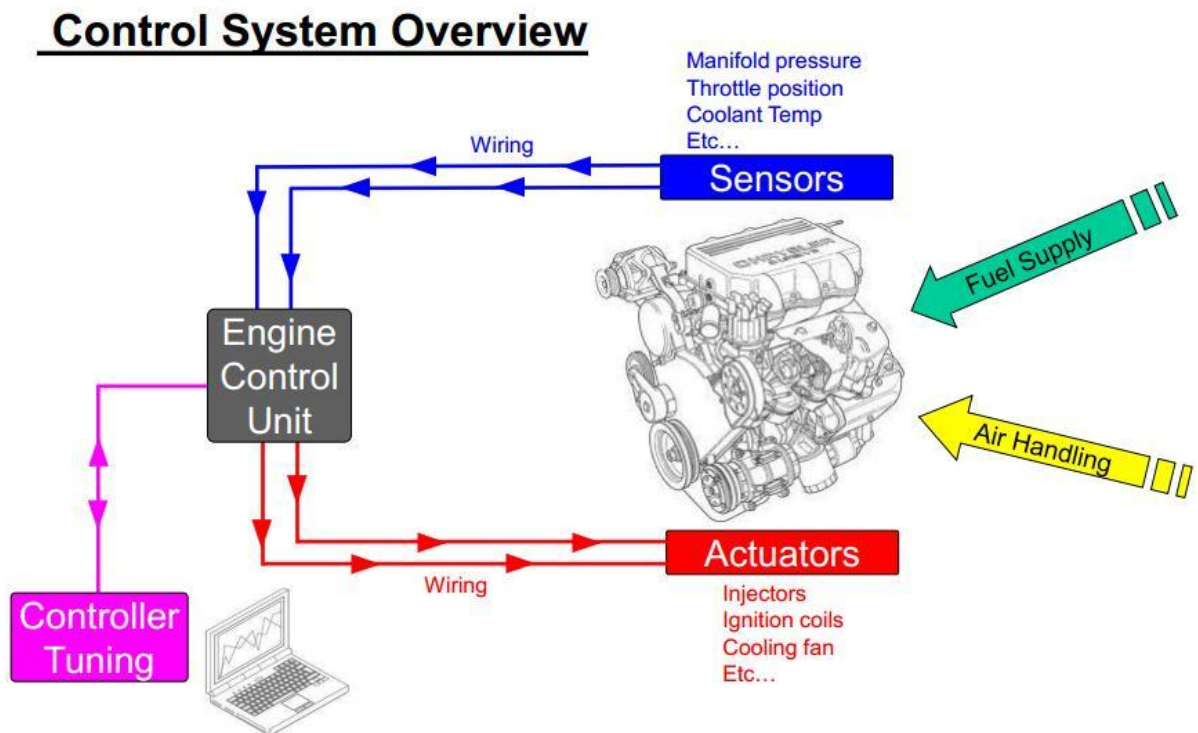 Control System Overview
Manifold pressure
Throttle position
Coolant Temp
Etc…
Wiring
Sensors
Fuel Supply
Engine
Control
Unit
Air Handling
Actuators
Wiring
Injectors
Ignition coils
Cooling fan
Etc…
Controller
Tuning